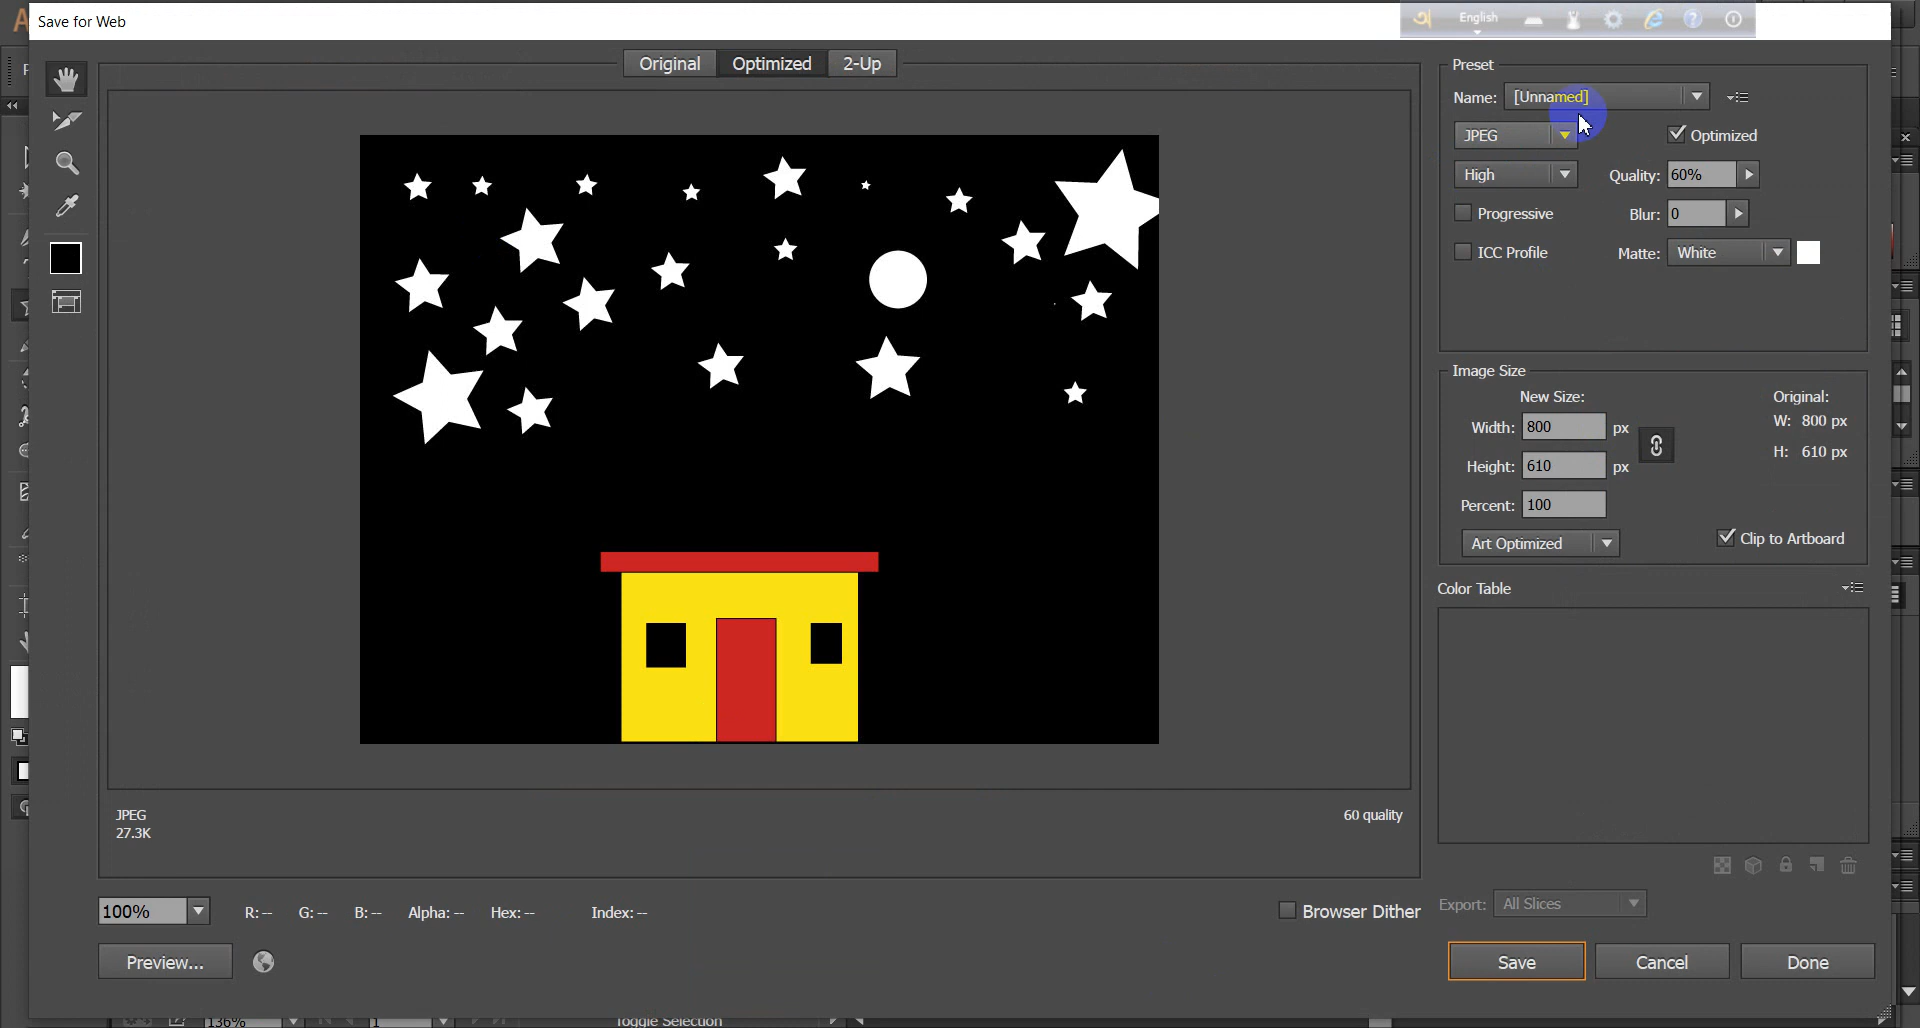 Save for Web
English
Original
Optimized
2-Up
Preset
Name:
[Unnamed]
JPEG
Optimized
High
Quality:
60%
Progressive
Blur:
0
ICC Profile
Matte:
White
Image Size
New Size:
Original:
Width:
800
px
W: 800 px
Height:
610
px
H: 610 px
Percent:
100
Art Optimized
Clip to Artboard
Color Table
JPEG
27.3K
60 quality
100%
R: --
G: --
B: --
Alpha: --
Hex: --
Index: --
Browser Dither
Export:
All Slices
Preview...
Save
Cancel
Done
136%
1
Toggle Selection